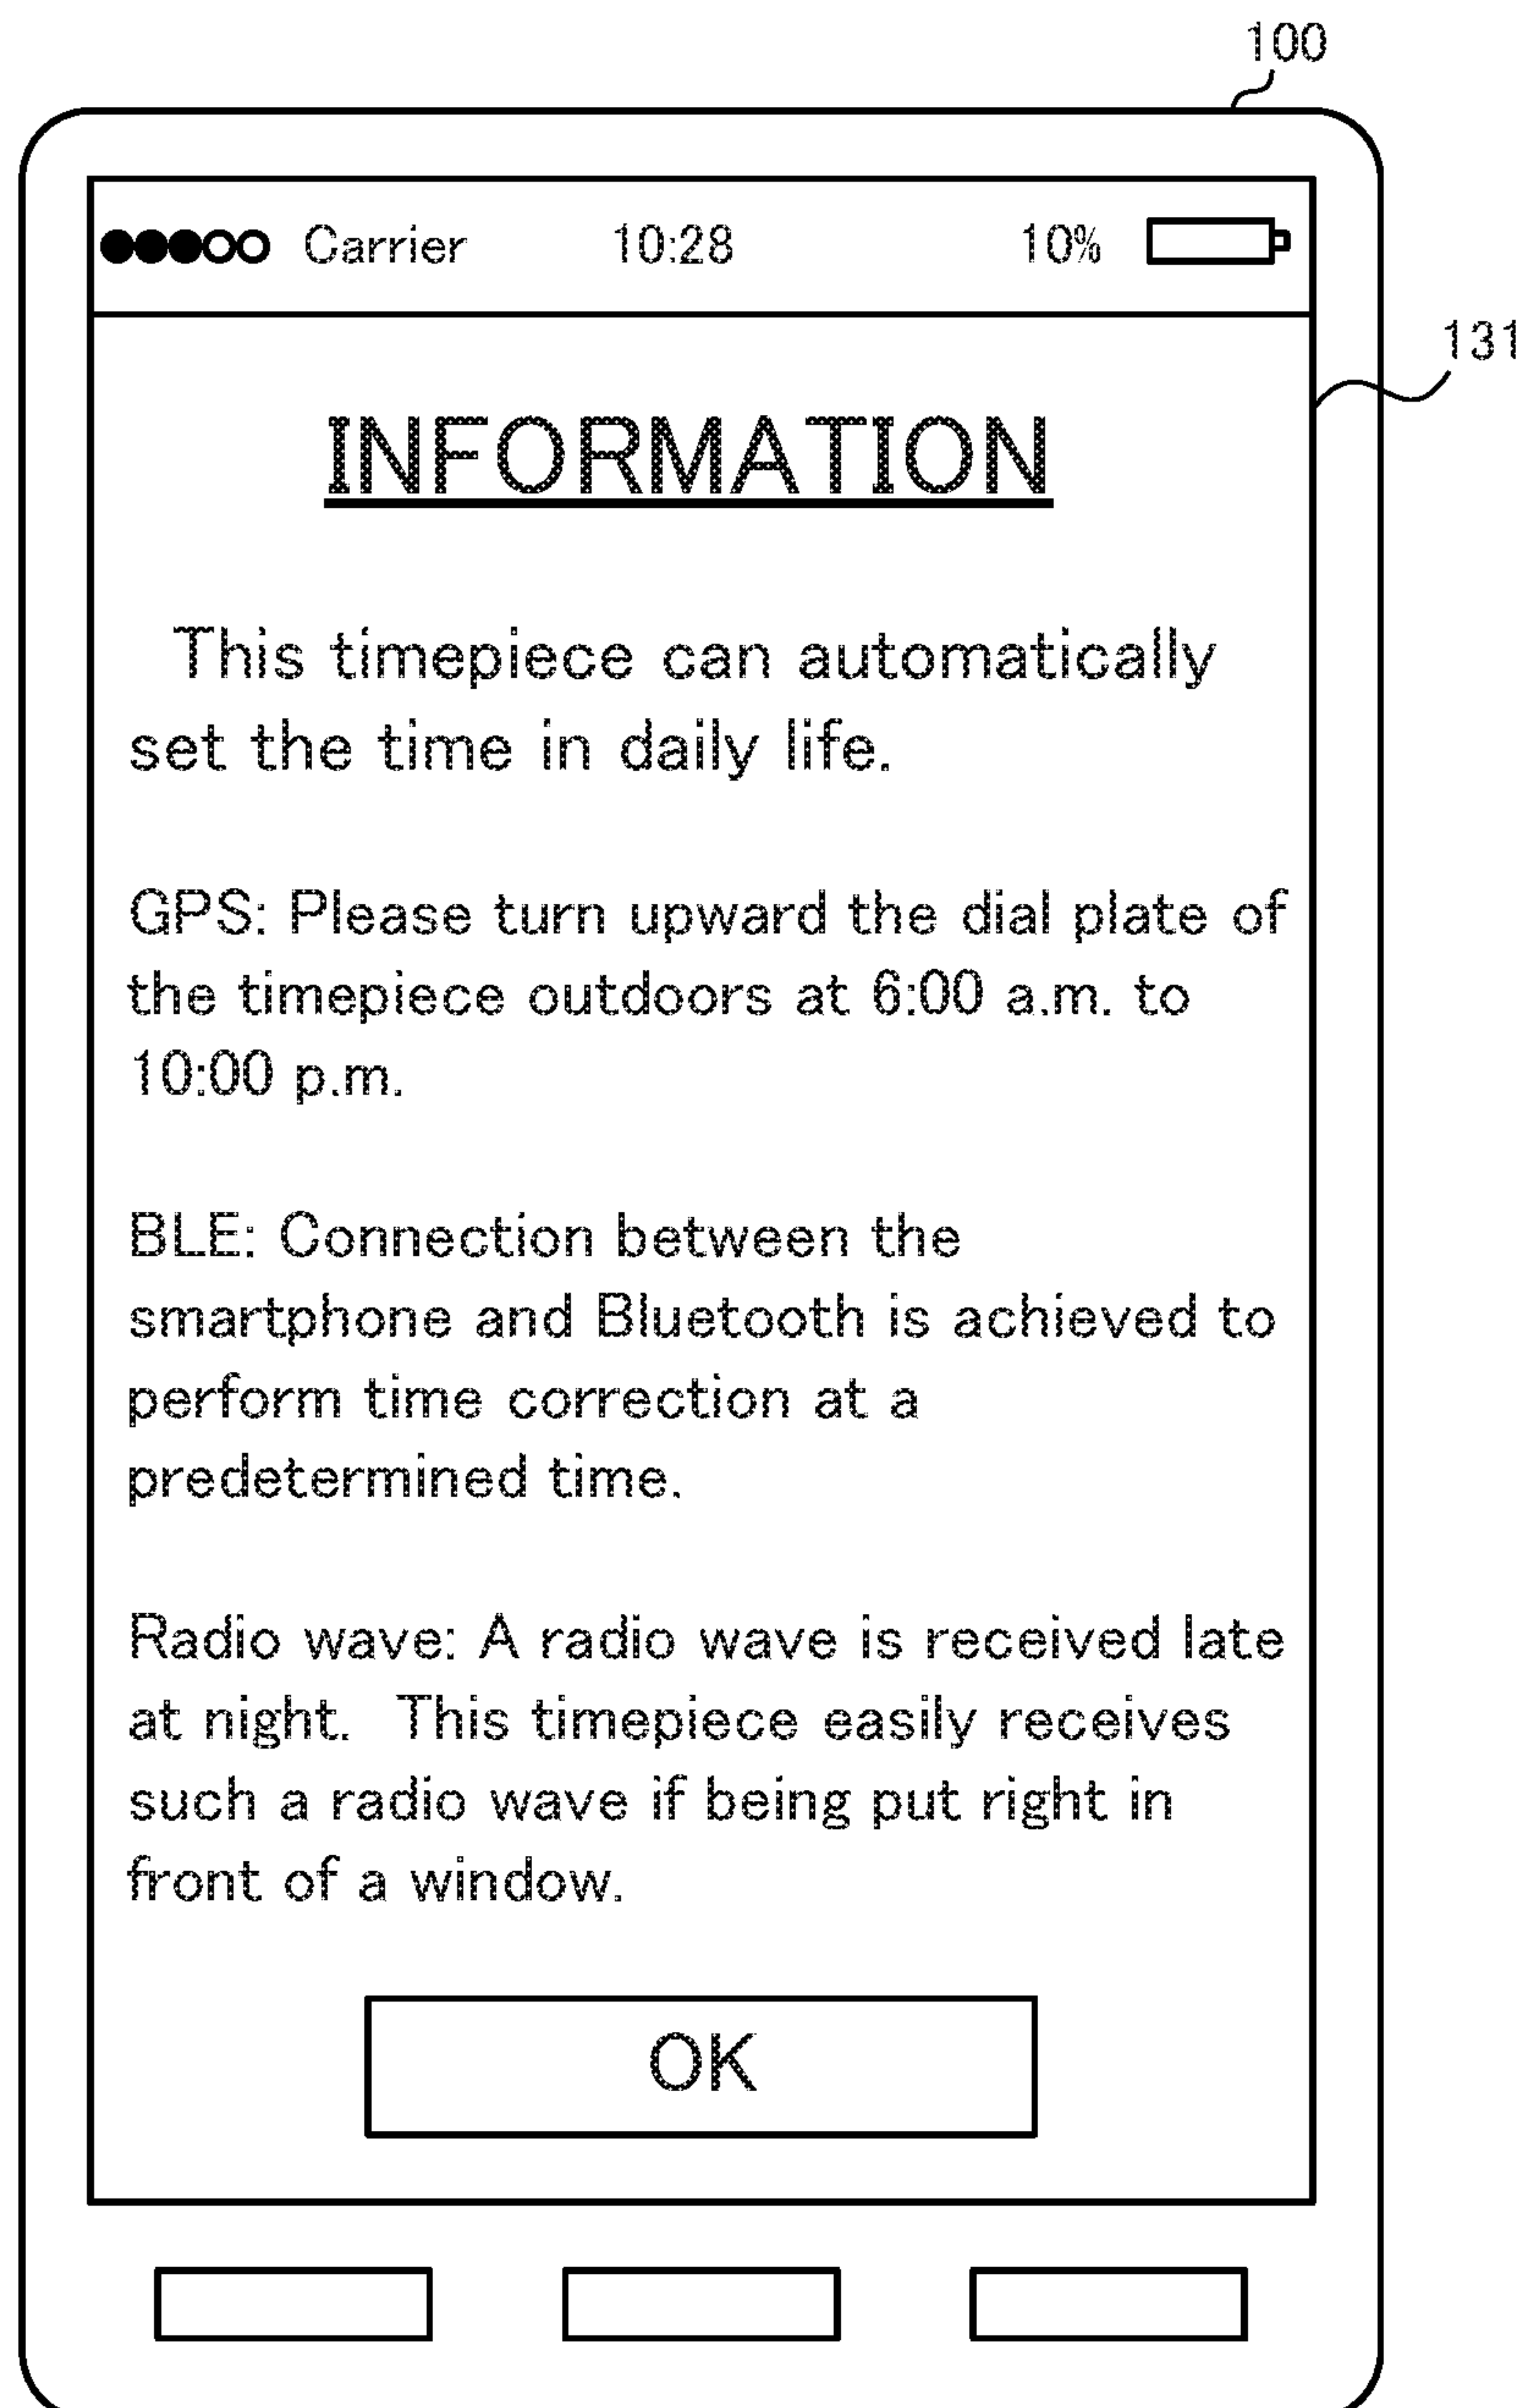 100
Carrier 10:28 10%
131
INFORMATION
This timepiece can automatically
set the time in daily life.
GPS: Please turn upward the dial plate of
the timepiece outdoors at 6:00 a.m. to
10:00 p.m.
BLE: Connection between the
smartphone and Bluetooth is achieved to
perform time correction at a
predetermined time.
Radio wave: A radio wave is received late
at night. This timepiece easily receives
such a radio wave if being put right in
front of a window.
OK